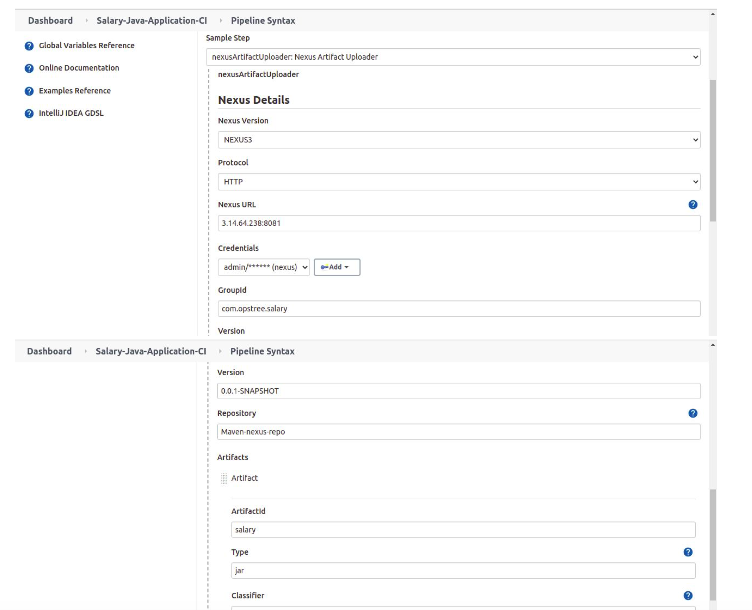 Dashboard › Salary-Java-Application-CI › Pipeline Syntax
Global Variables Reference
Online Documentation
Examples Reference
IntelliJ IDEA GDSL
Sample Step
nexusArtifactUploader: Nexus Artifact Uploader
nexusArtifactUploader
Nexus Details
Nexus Version
NEXUS3
Protocol
HTTP
Nexus URL
3.14.64.238:8081
Credentials
admin/****** (nexus) Add
GroupId
com.opstree.salary
Version
Dashboard › Salary-Java-Application-CI › Pipeline Syntax
Version
0.0.1-SNAPSHOT
Repository
Maven-nexus-repo
Artifacts
Artifact
ArtifactId
salary
Type
jar
Classifier